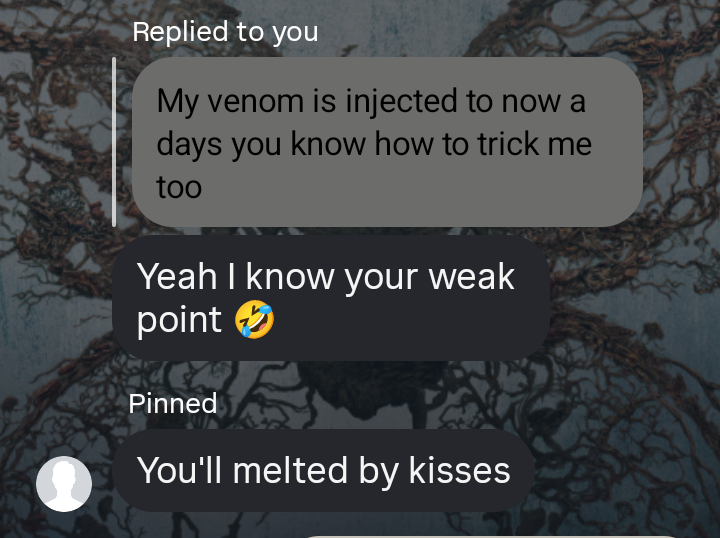 Replied to you
My venom is injected to now a
days you know how to trick me
too
Yeah I know your weak
point 🤣
Pinned
You'll melted by kisses